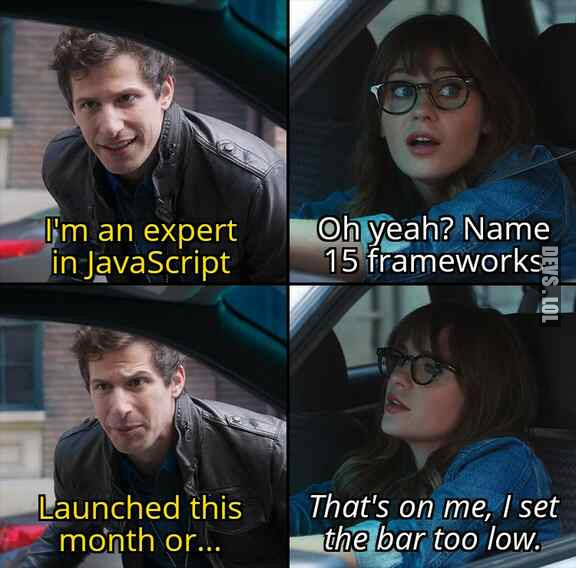 I'm an expert
in JavaScript
Oh yeah? Name
15 frameworks
DEVS.LOL
Launched this
month or...
That's on me, I set
the bar too low.